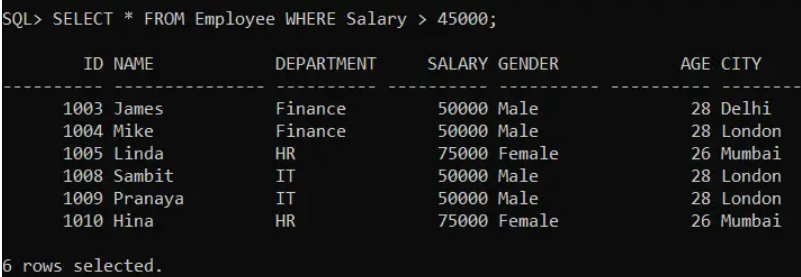 SQL> SELECT * FROM Employee WHERE Salary > 45000;
ID NAME DEPARTMENT SALARY GENDER AGE CITY
---------- --------------- ------------ ---------- ---------- ---------- --------
1003 James Finance 50000 Male 28 Delhi
1004 Mike Finance 50000 Male 28 London
1005 Linda HR 75000 Female 26 Mumbai
1008 Sambit IT 50000 Male 28 London
1009 Pranaya IT 50000 Male 28 London
1010 Hina HR 75000 Female 26 Mumbai
6 rows selected.